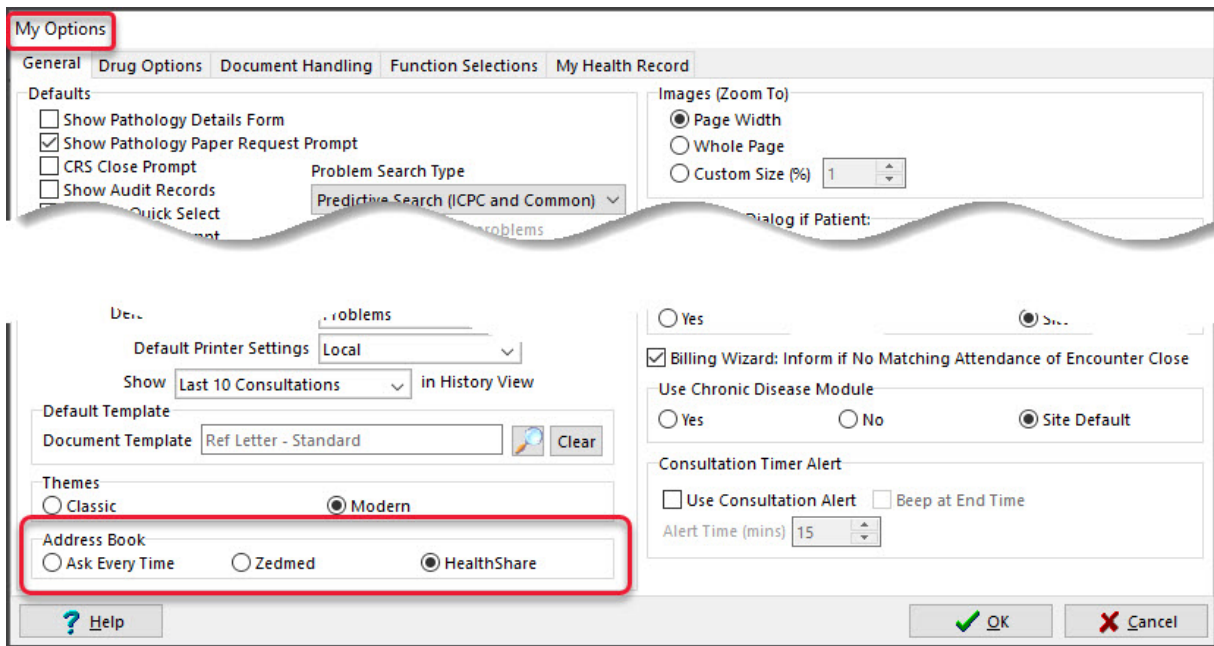 My Options
General Drug Options Document Handling Function Selections My Health Record
Defaults
Show Pathology Details Form
Show Pathology Paper Request Prompt
CRS Close Prompt
Show Audit Records
Quick Select
Problem Search Type
Predictive Search (ICPC and Common)
problems
Images (Zoom To)
Page Width
Whole Page
Custom Size (%) 1
Dialog if Patient:
Problems
Default Printer Settings Local
Show Last 10 Consultations in History View
Default Template
Document Template Ref Letter - Standard Clear
Themes
Classic Modern
Address Book
Ask Every Time Zedmed HealthShare
Yes
Billing Wizard: Inform if No Matching Attendance of Encounter Close
Use Chronic Disease Module
Yes No Site Default
Consultation Timer Alert
Use Consultation Alert Beep at End Time
Alert Time (mins) 15
? Help
OK Cancel